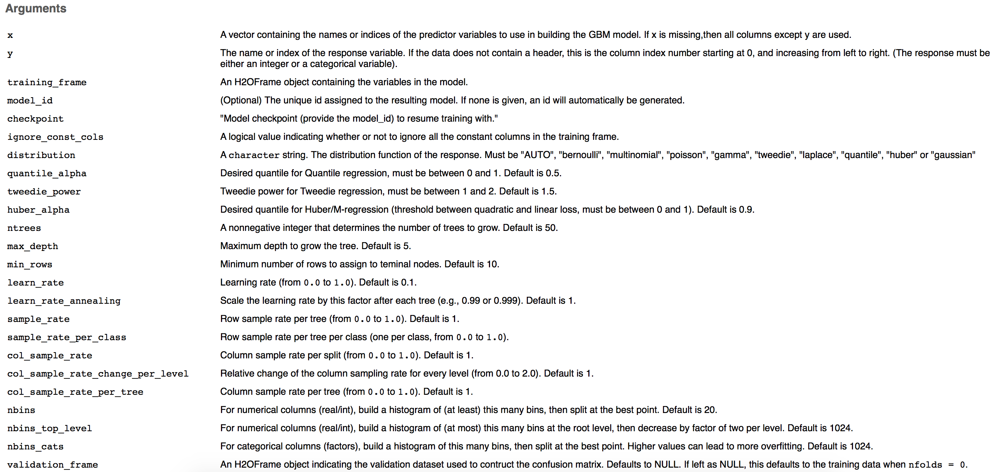 Arguments
x A vector containing the names or indices of the predictor variables to use in building the GBM model. If x is missing,then all columns except y are used.
y The name or index of the response variable. If the data does not contain a header, this is the column index number starting at 0, and increasing from left to right. (The response must be
either an integer or a categorical variable).
training_frame An H2OFrame object containing the variables in the model.
model_id (Optional) The unique id assigned to the resulting model. If none is given, an id will automatically be generated.
checkpoint "Model checkpoint (provide the model_id) to resume training with."
ignore_const_cols A logical value indicating whether or not to ignore all the constant columns in the training frame.
distribution A character string. The distribution function of the response. Must be "AUTO", "bernoulli", "multinomial", "poisson", "gamma", "tweedie", "laplace", "quantile", "huber" or "gaussian"
quantile_alpha Desired quantile for Quantile regression, must be between 0 and 1. Default is 0.5.
tweedie_power Tweedie power for Tweedie regression, must be between 1 and 2. Default is 1.5.
huber_alpha Desired quantile for Huber/M-regression (threshold between quadratic and linear loss, must be between 0 and 1). Default is 0.9.
ntrees A nonnegative integer that determines the number of trees to grow. Default is 50.
max_depth Maximum depth to grow the tree. Default is 5.
min_rows Minimum number of rows to assign to teminal nodes. Default is 10.
learn_rate Learning rate (from 0.0 to 1.0). Default is 0.1.
learn_rate_annealing Scale the learning rate by this factor after each tree (e.g., 0.99 or 0.999). Default is 1.
sample_rate Row sample rate per tree (from 0.0 to 1.0). Default is 1.
sample_rate_per_class Row sample rate per tree per class (one per class, from 0.0 to 1.0).
col_sample_rate Column sample rate per split (from 0.0 to 1.0). Default is 1.
col_sample_rate_change_per_level Relative change of the column sampling rate for every level (from 0.0 to 2.0). Default is 1.
col_sample_rate_per_tree Column sample rate per tree (from 0.0 to 1.0). Default is 1.
nbins For numerical columns (real/int), build a histogram of (at least) this many bins, then split at the best point. Default is 20.
nbins_top_level For numerical columns (real/int), build a histogram of (at most) this many bins at the root level, then decrease by factor of two per level. Default is 1024.
nbins_cats For categorical columns (factors), build a histogram of this many bins, then split at the best point. Higher values can lead to more overfitting. Default is 1024.
validation_frame An H2OFrame object indicating the validation dataset used to contruct the confusion matrix. Defaults to NULL. If left as NULL, this defaults to the training data when nfolds = 0.